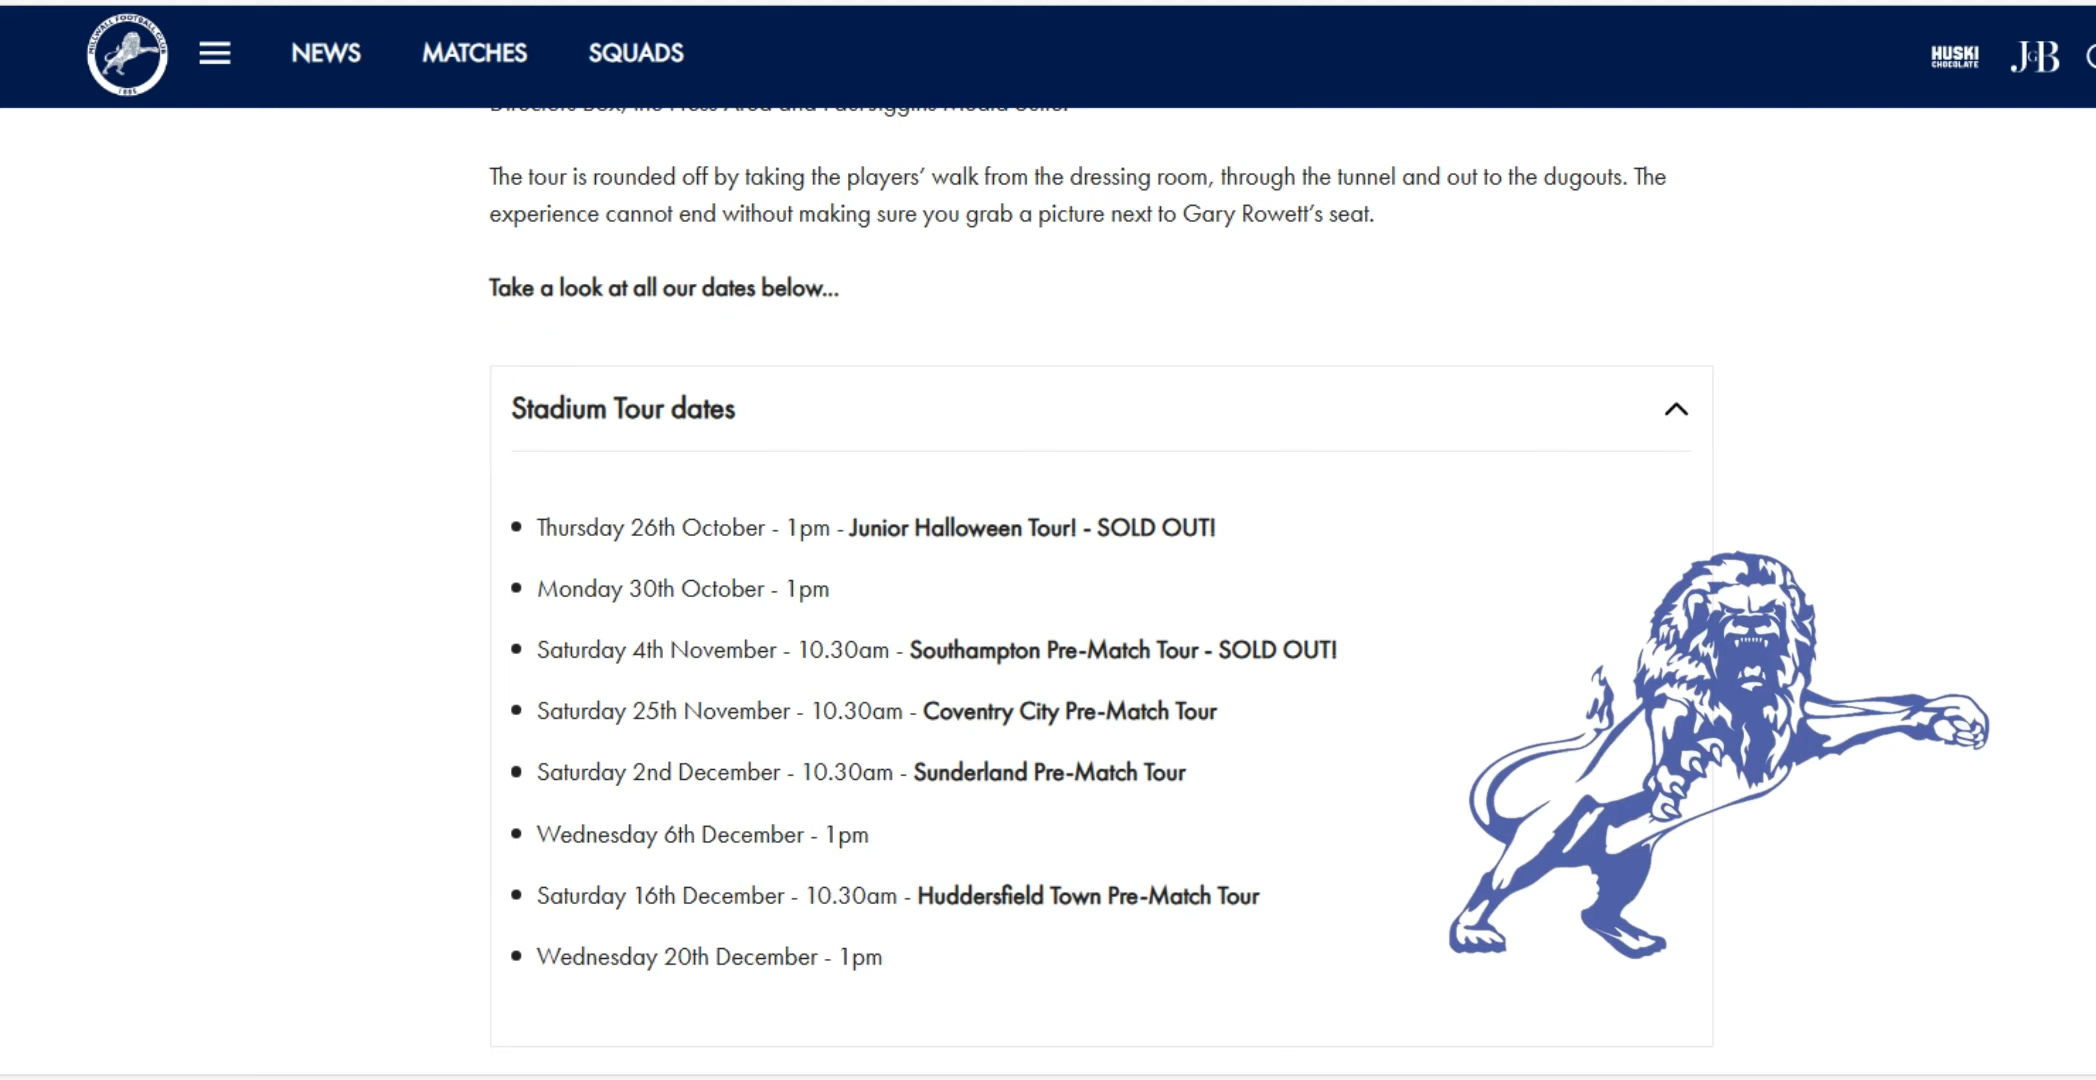 MILLWALL FOOTBALL CLUB
1885
NEWS
MATCHES
SQUADS
HUSKI
CHOCOLATE
JGB
The tour is rounded off by taking the players’ walk from the dressing room, through the tunnel and out to the dugouts. The
experience cannot end without making sure you grab a picture next to Gary Rowett’s seat.
Take a look at all our dates below...
Stadium Tour dates
Thursday 26th October - 1pm - Junior Halloween Tour! - SOLD OUT!
Monday 30th October - 1pm
Saturday 4th November - 10.30am - Southampton Pre-Match Tour - SOLD OUT!
Saturday 25th November - 10.30am - Coventry City Pre-Match Tour
Saturday 2nd December - 10.30am - Sunderland Pre-Match Tour
Wednesday 6th December - 1pm
Saturday 16th December - 10.30am - Huddersfield Town Pre-Match Tour
Wednesday 20th December - 1pm